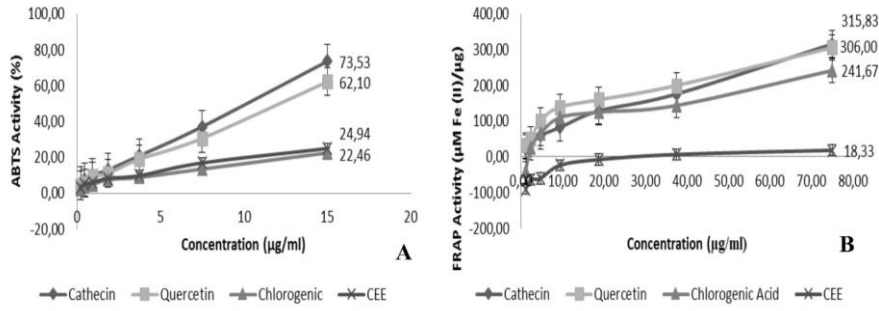 ABTS Activity (%)
100,00
80,00
60,00
40,00
20,00
0,00
-20,00
0
5
10
15
20
73,53
62,10
24,94
22,46
Concentration (µg/ml)
A
Cathecin
Quercetin
Chlorogenic
CEE
FRAP Activity (µM Fe (II)/µg)
400,00
300,00
200,00
100,00
0,00
-100,00
-200,00
0,00
10,00
20,00
30,00
40,00
50,00
60,00
70,00
80,00
315,83
306,00
241,67
18,33
Concentration (µg/ml)
B
Cathecin
Quercetin
Chlorogenic Acid
CEE